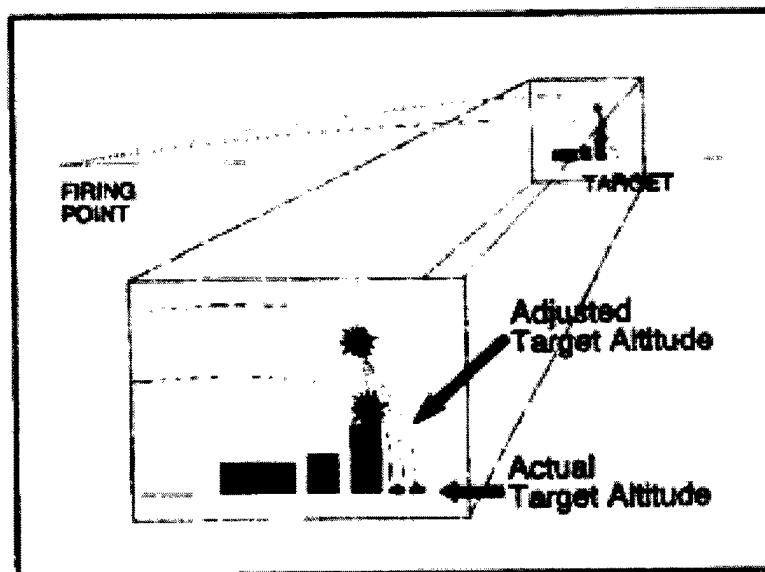 FIRING
POINT
TARGET
Adjusted
Target Altitude
Actual
Target Altitude